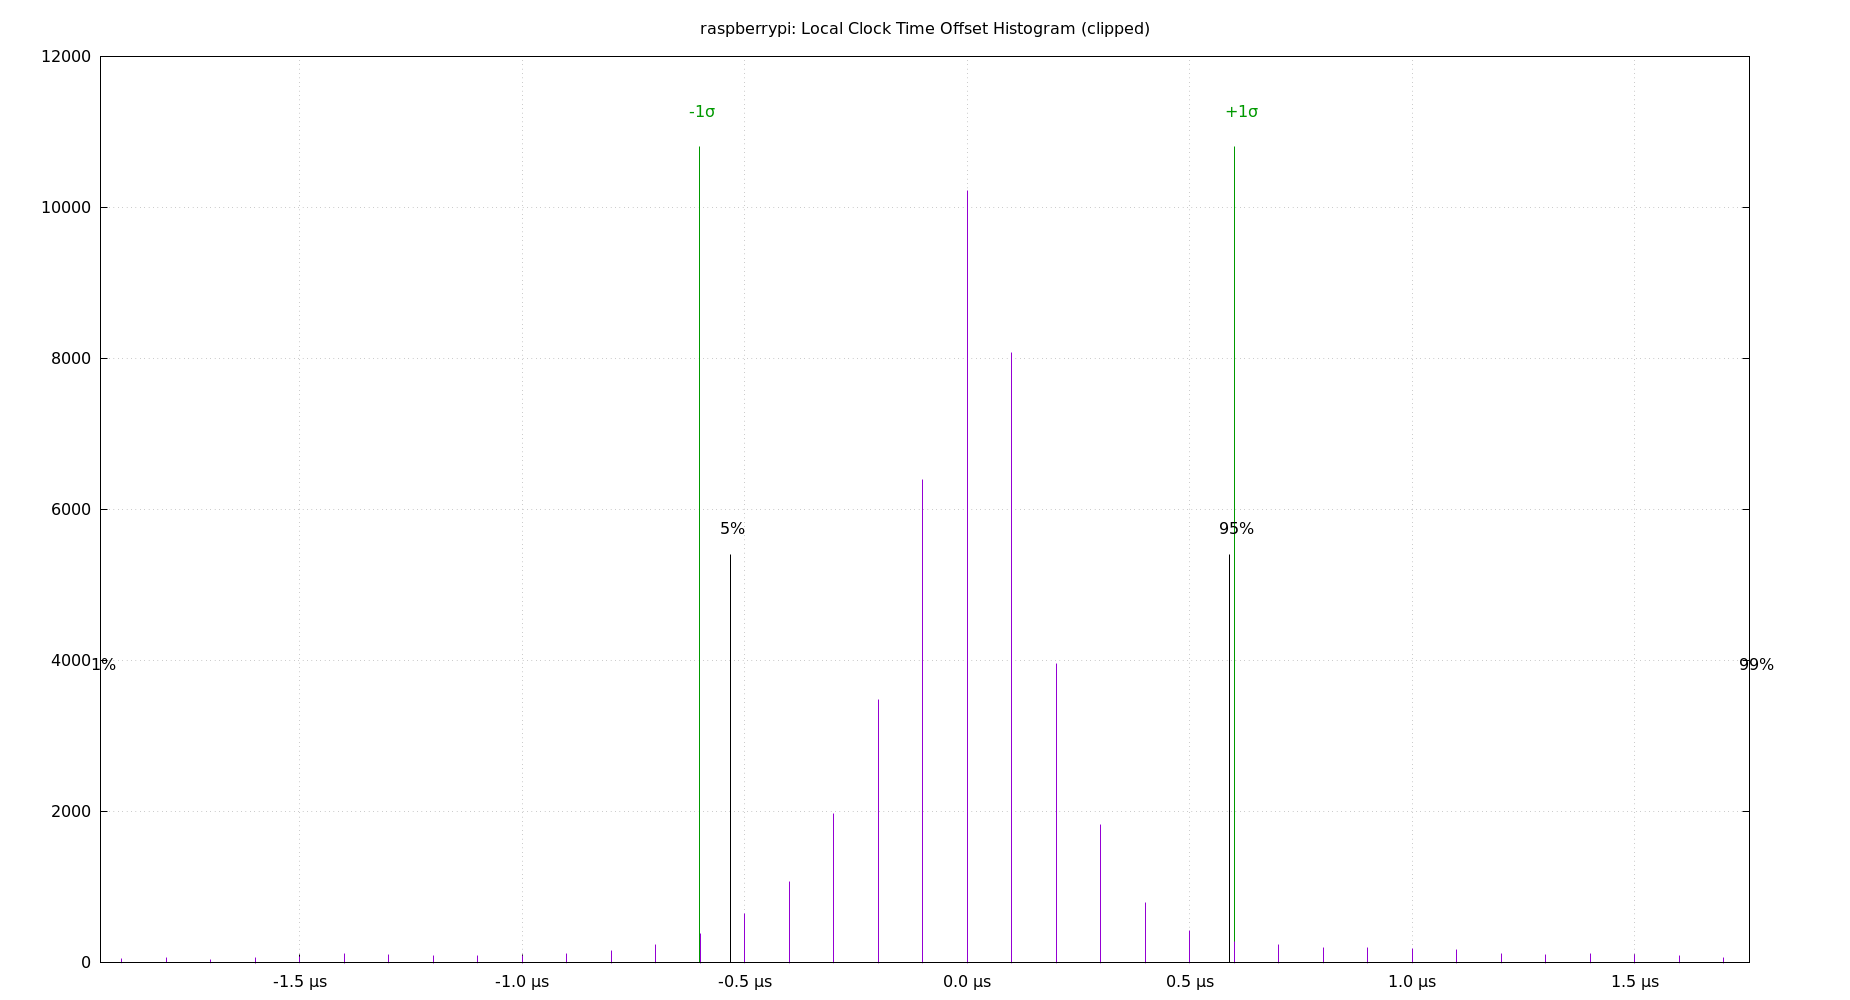 raspberrypi: Local Clock Time Offset Histogram (clipped)
12000
-1σ
+1σ
10000
8000
6000
5%
95%
4000
1%
99%
2000
0
-1.5 µs
-1.0 µs
-0.5 µs
0.0 µs
0.5 µs
1.0 µs
1.5 µs